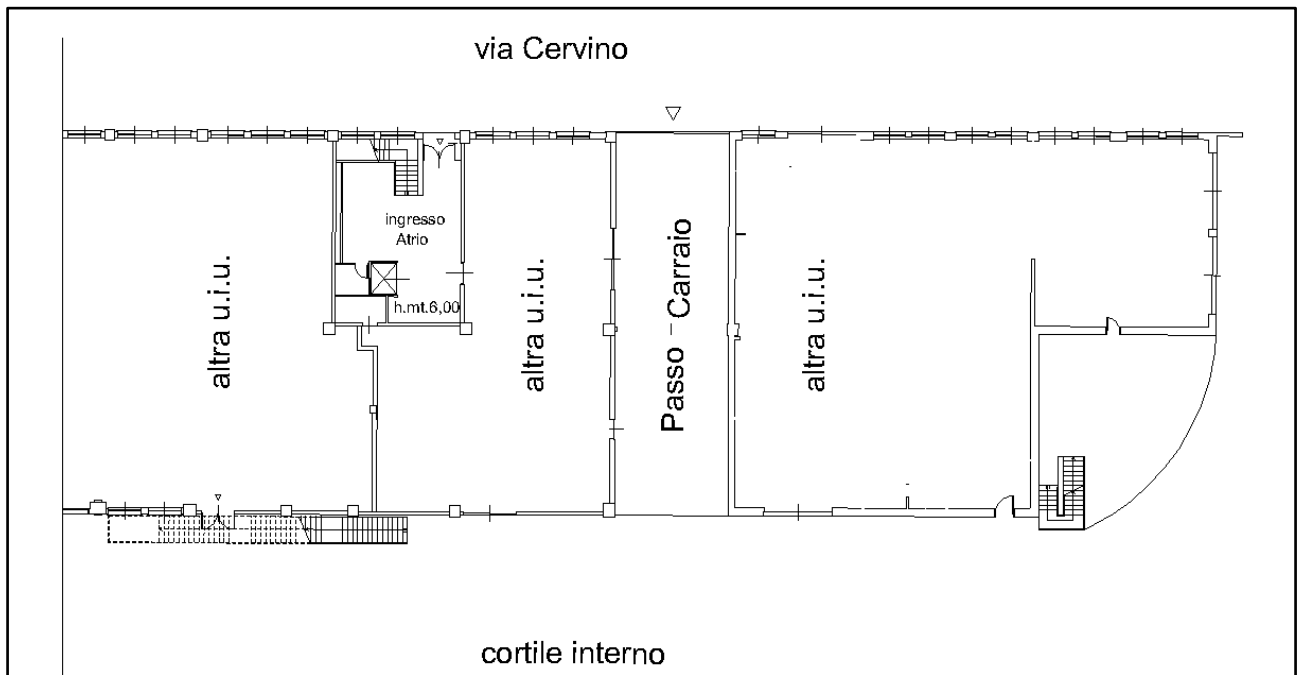 via Cervino
ingresso
Atrio
h.mt.6,00
altra u.i.u.
altra u.i.u.
Passo Carraio
altra u.i.u.
cortile interno